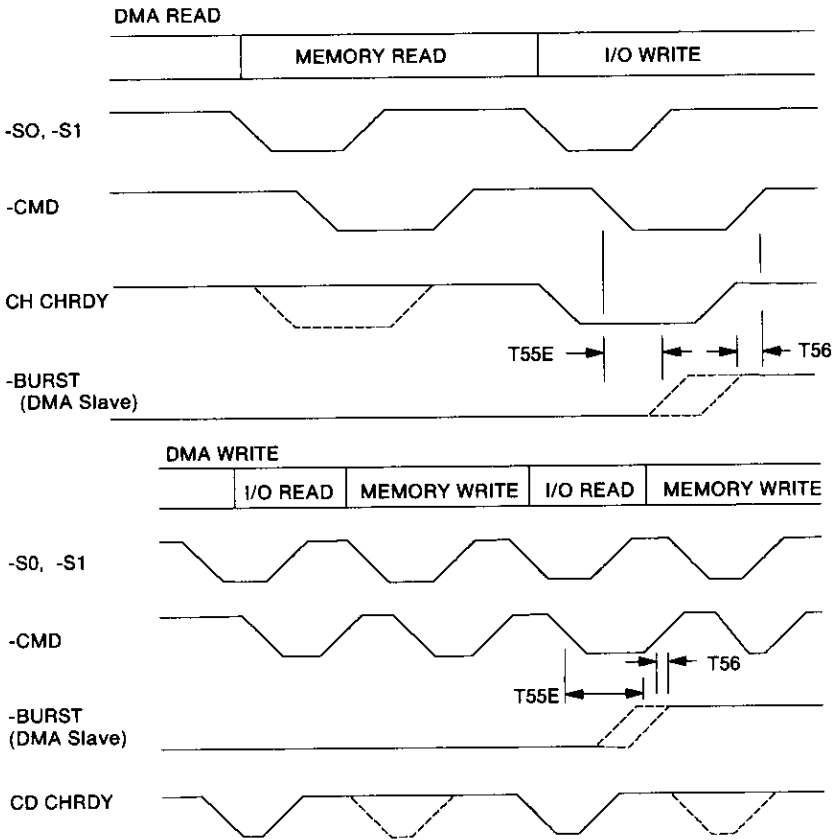 DMA READ
MEMORY READ I/O WRITE
-SO, -S1
-CMD
CH CHRDY
T55E T56
-BURST
(DMA Slave)
DMA WRITE
I/O READ MEMORY WRITE I/O READ MEMORY WRITE
-S0, -S1
-CMD
T56
T55E
-BURST
(DMA Slave)
CD CHRDY